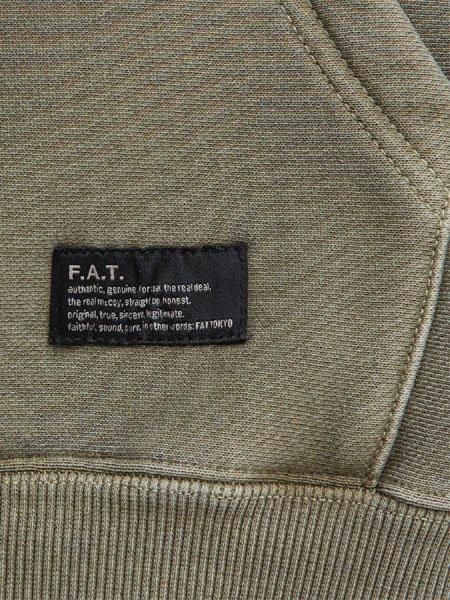 F.A.T.
authentic, genuine, for real, the real deal,
the real mccoy, straight up, honest.
original, true, sincere, legitimate.
faithful, sound, pure, in other words: FAT TOKYO